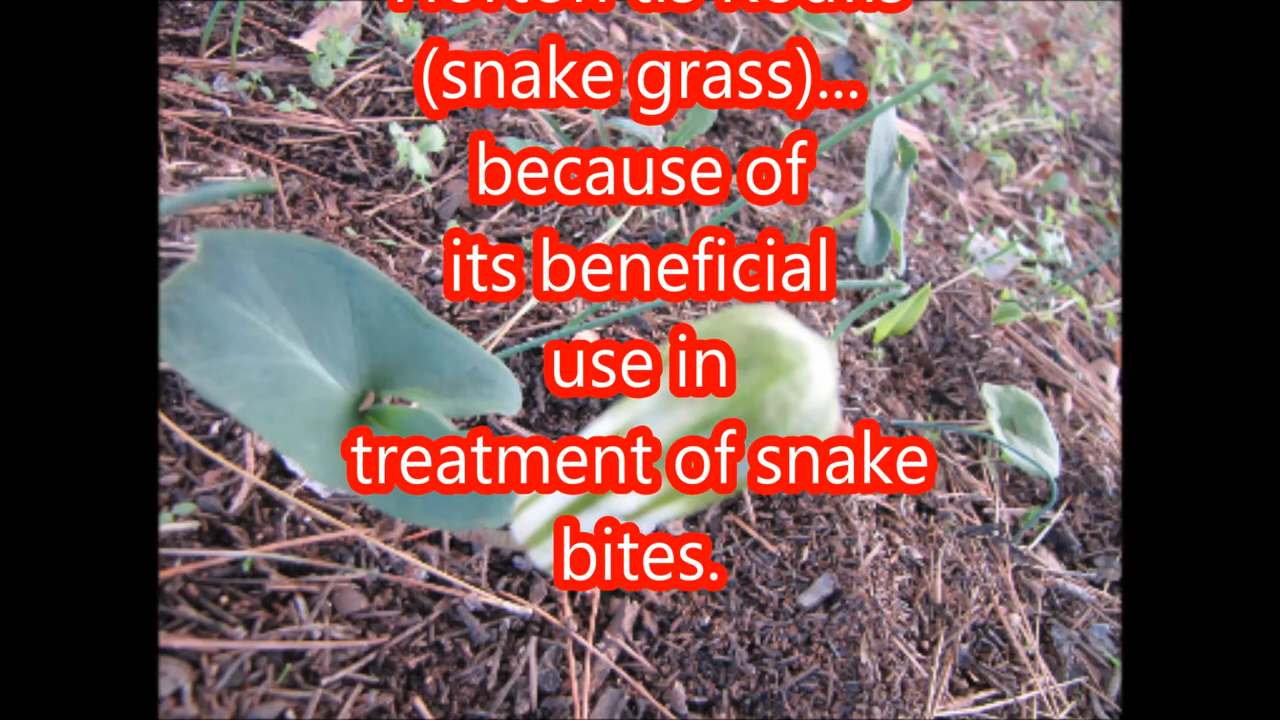 (snake grass)...
because of
its beneficial
use in
treatment of snake
bites.